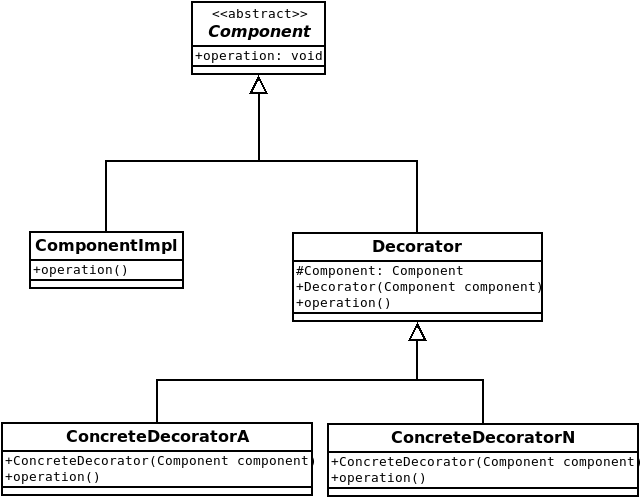 <<abstract>>
Component
+operation: void
ComponentImpl
+operation()
Decorator
#Component: Component
+Decorator(Component component)
+operation()
ConcreteDecoratorA
+ConcreteDecorator(Component component)
+operation()
ConcreteDecoratorN
+ConcreteDecorator(Component component)
+operation()